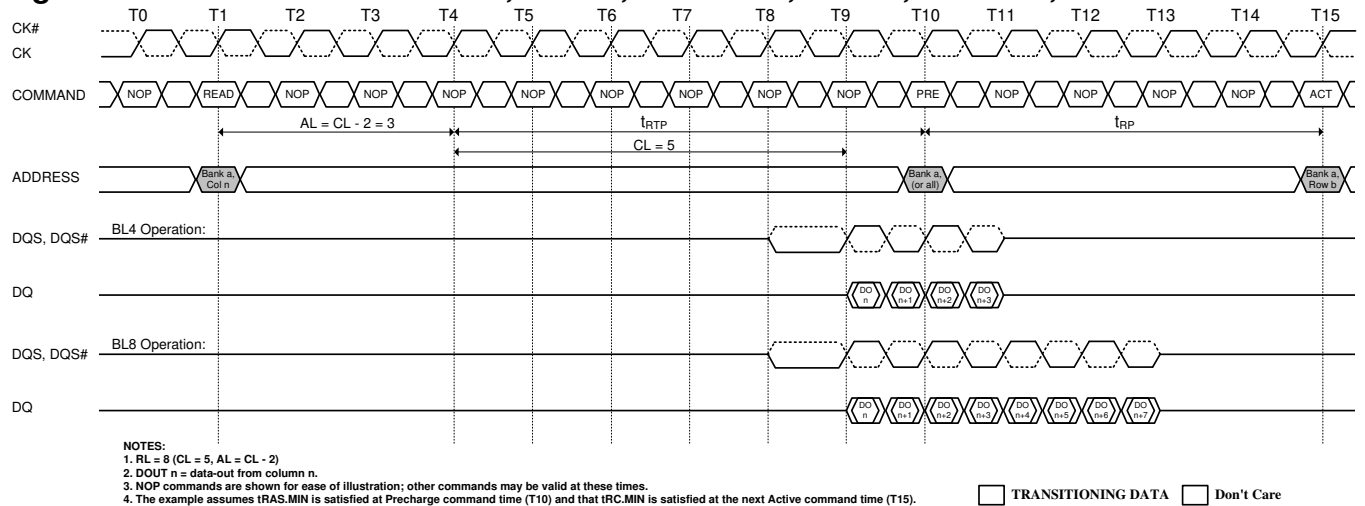 T0 T1 T2 T3 T4 T5 T6 T7 T8 T9 T10 T11 T12 T13 T14 T15
CK#
CK
COMMAND NOP READ NOP NOP NOP NOP NOP NOP NOP NOP PRE NOP NOP NOP NOP ACT
AL = CL - 2 = 3 tRTP tRP
CL = 5
ADDRESS Bank a, Col n Bank a, (or all) Bank a, Row b
BL4 Operation:
DQS, DQS#
DQ DO n DO n+1 DO n+2 DO n+3
BL8 Operation:
DQS, DQS#
DQ DO n DO n+1 DO n+2 DO n+3 DO n+4 DO n+5 DO n+6 DO n+7
NOTES:
1. RL = 8 (CL = 5, AL = CL - 2)
2. DOUT n = data-out from column n.
3. NOP commands are shown for ease of illustration; other commands may be valid at these times.
4. The example assumes tRAS.MIN is satisfied at Precharge command time (T10) and that tRC.MIN is satisfied at the next Active command time (T15).
TRANSITIONING DATA Don't Care